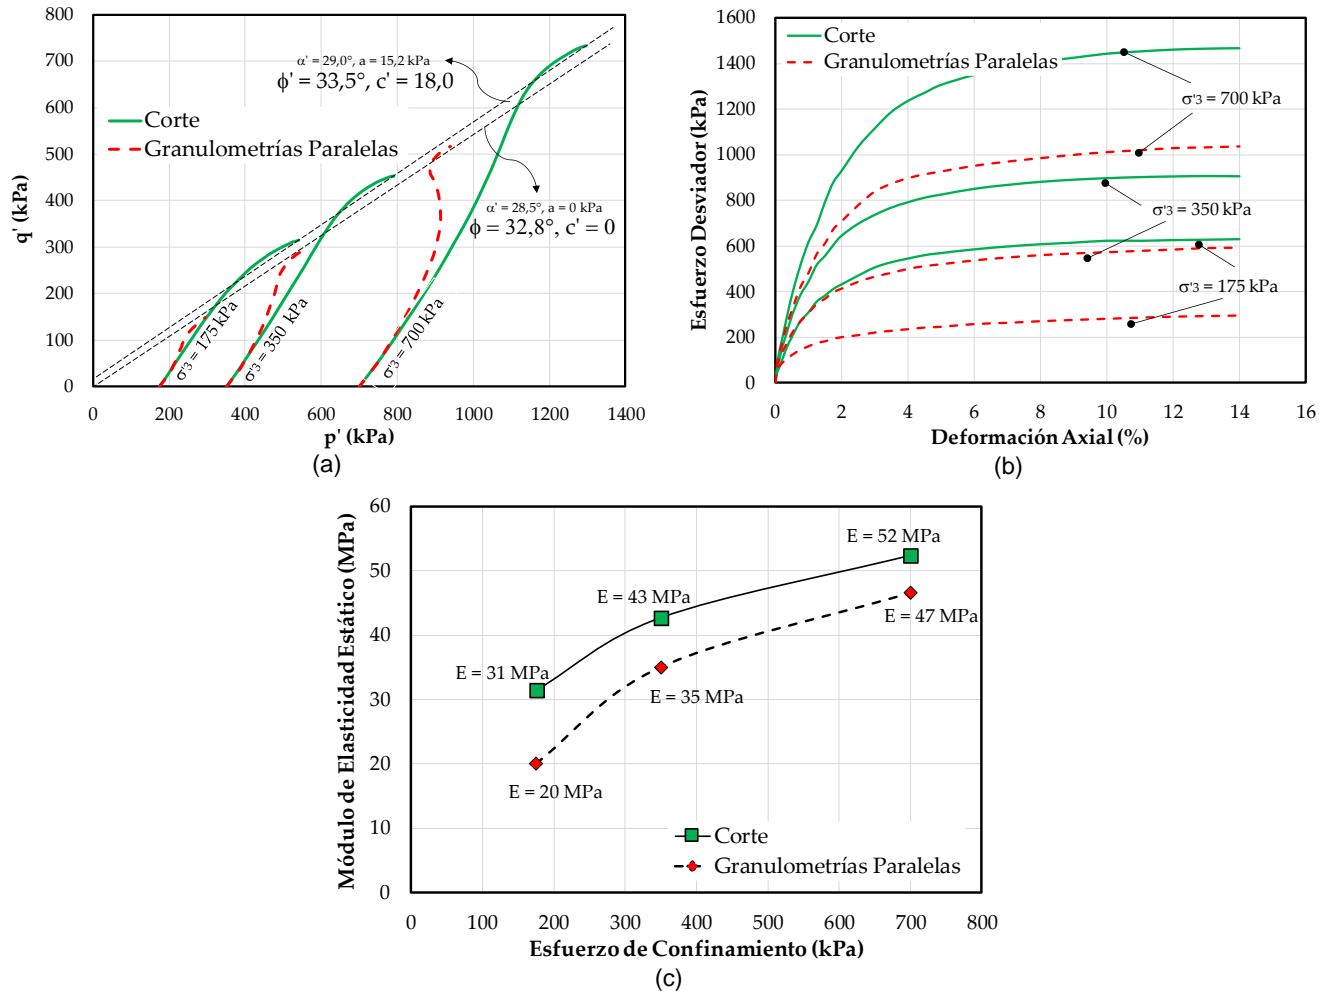 800
700
600
500
400
300
200
100
0
q' (kPa)
α' = 29,0°, a = 15,2 kPa
ϕ' = 33,5°, c' = 18,0
Corte
Granulometrías Paralelas
α' = 28,5°, a = 0 kPa
ϕ = 32,8°, c' = 0
σ'3 = 175 kPa
σ'3 = 350 kPa
σ'3 = 700 kPa
0 200 400 600 800 1000 1200 1400
p' (kPa)
(a)
1600
1400
1200
1000
800
600
400
200
0
Esfuerzo Desviador (kPa)
Corte
Granulometrías Paralelas
σ'3 = 700 kPa
σ'3 = 350 kPa
σ'3 = 175 kPa
0 2 4 6 8 10 12 14 16
Deformación Axial (%)
(b)
60
50
40
30
20
10
0
Módulo de Elasticidad Estático (MPa)
E = 52 MPa
E = 43 MPa
E = 47 MPa
E = 31 MPa
E = 35 MPa
E = 20 MPa
Corte
Granulometrías Paralelas
0 100 200 300 400 500 600 700 800
Esfuerzo de Confinamiento (kPa)
(c)